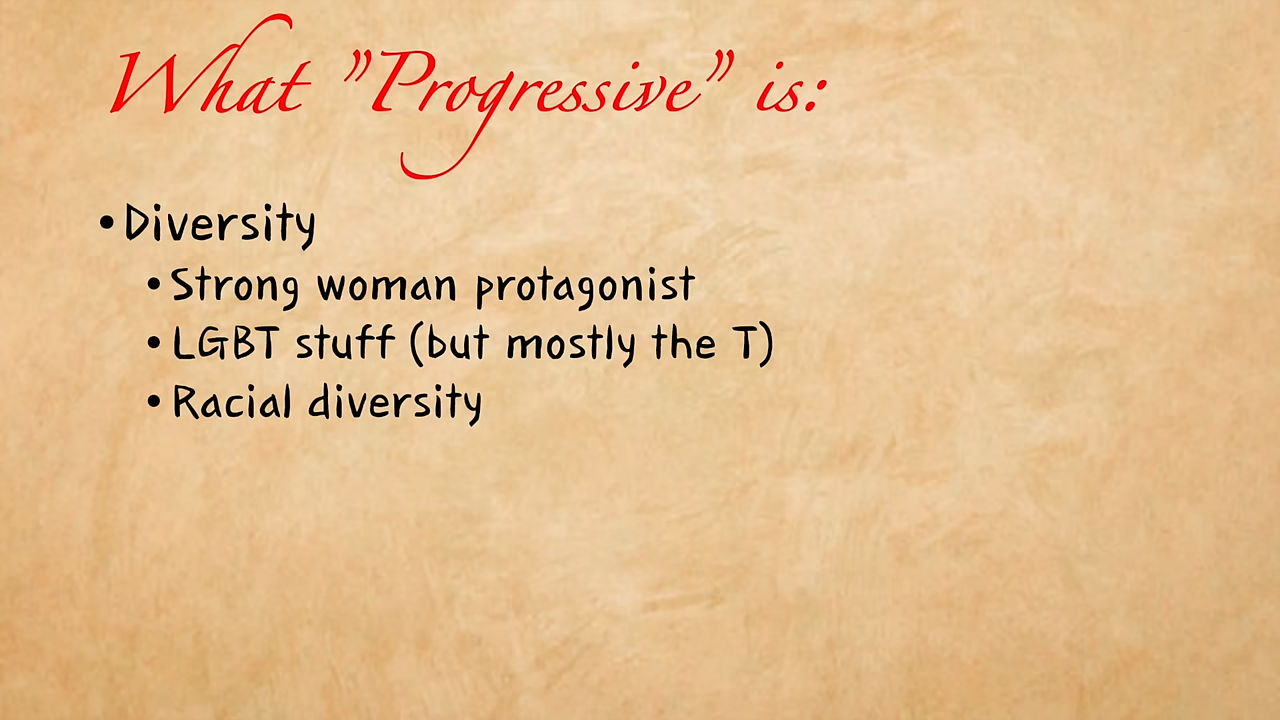 What ”Progressive” is:
• Diversity
• Strong woman protagonist
• LGBT stuff (but mostly the T)
• Racial diversity